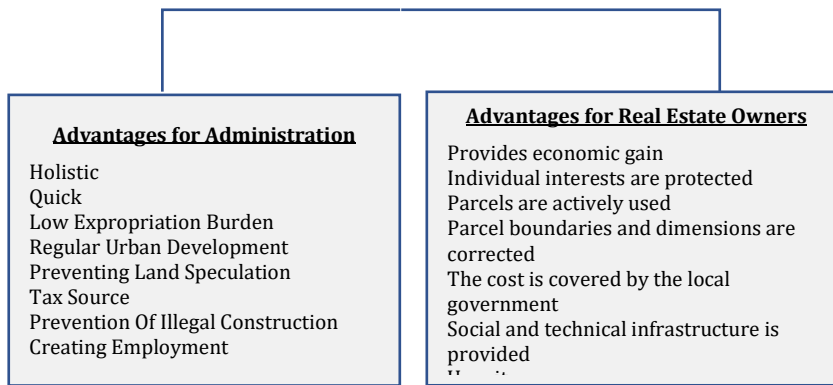 Advantages for Administration
Holistic
Quick
Low Expropriation Burden
Regular Urban Development
Preventing Land Speculation
Tax Source
Prevention Of Illegal Construction
Creating Employment
Advantages for Real Estate Owners
Provides economic gain
Individual interests are protected
Parcels are actively used
Parcel boundaries and dimensions are
corrected
The cost is covered by the local
government
Social and technical infrastructure is
provided